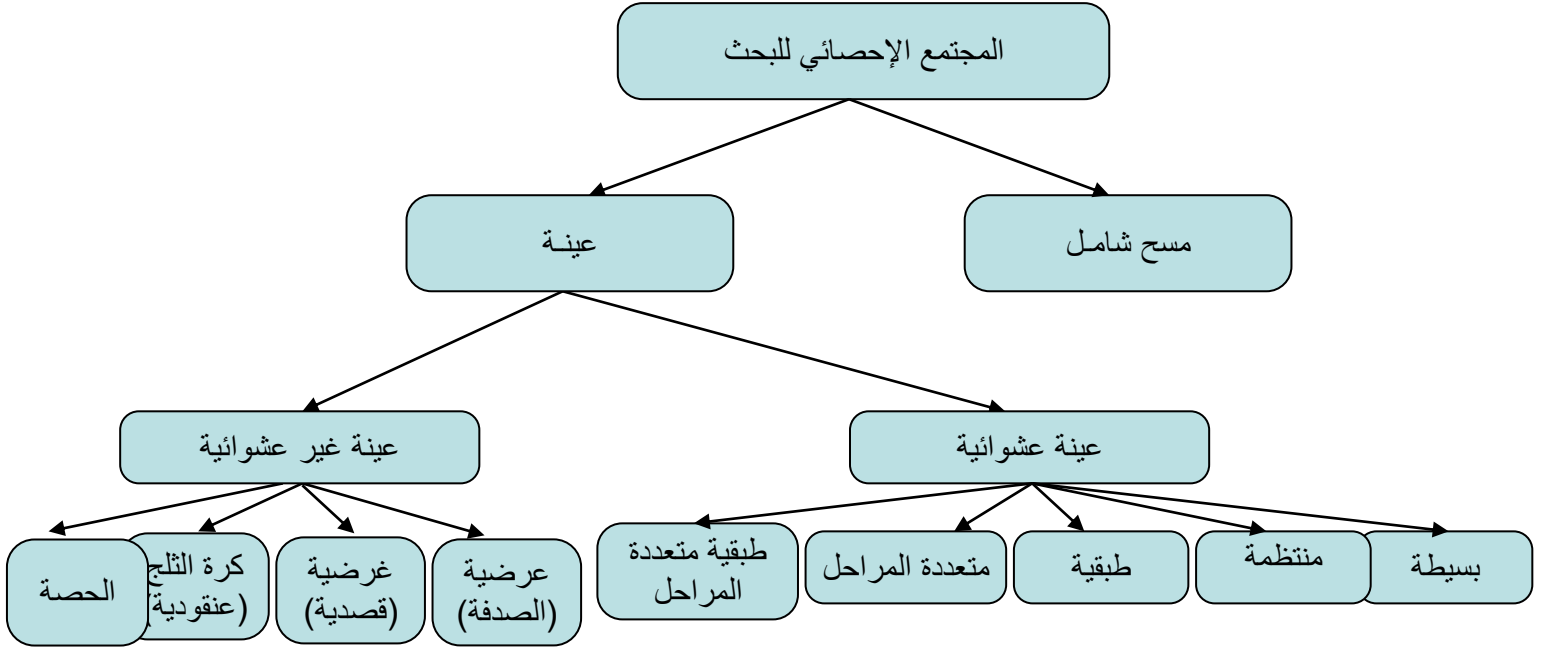 المجتمع الإحصائي للبحث
مسح شامـل
عينـة
عينة عشوائية
عينة غير عشوائية
بسيطة
منتظمة
طبقية
متعددة المراحل
طبقية متعددة
المراحل
عرضية
(الصدفة)
غرضية
(قصدية)
كرة الثلج
(عنقودية)
الحصة